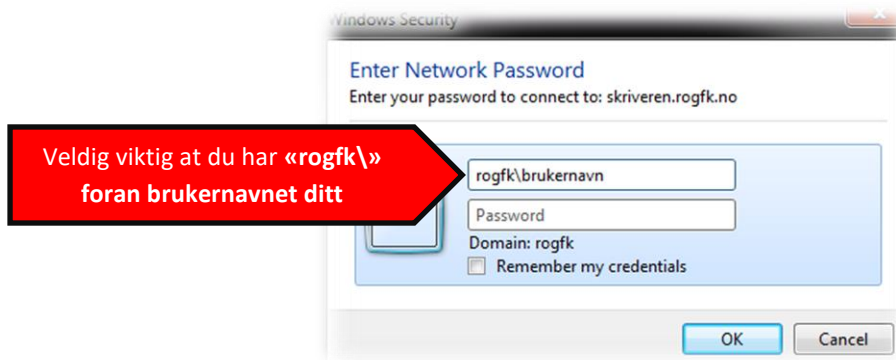 Windows Security
Enter Network Password
Enter your password to connect to: skriveren.rogfk.no
Veldig viktig at du har «rogfk\»
foran brukernavnet ditt
rogfk\brukernavn
Password
Domain: rogfk
Remember my credentials
OK
Cancel